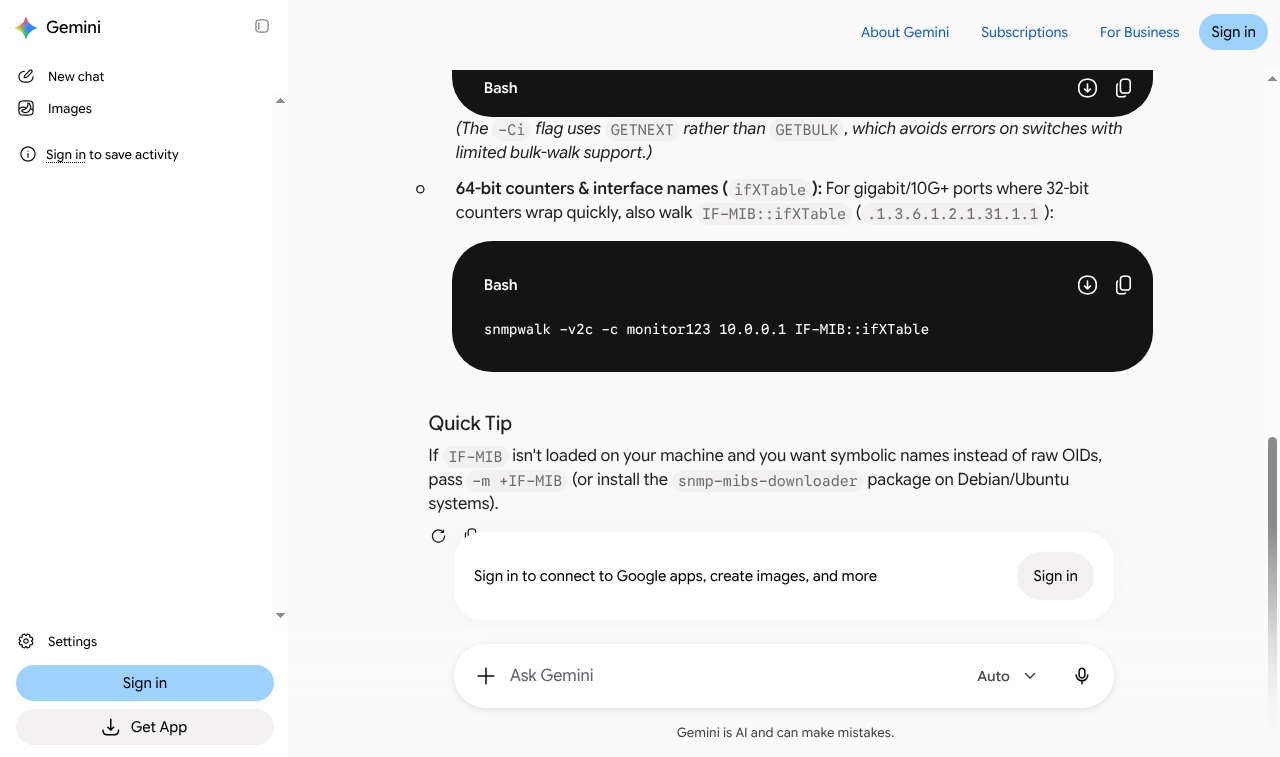 Gemini
About Gemini
Subscriptions
For Business
Sign in
New chat
Images
Sign in to save activity
Bash
(The -Ci flag uses GETNEXT rather than GETBULK , which avoids errors on switches with
limited bulk-walk support.)
64-bit counters & interface names ( ifXTable ): For gigabit/10G+ ports where 32-bit
counters wrap quickly, also walk IF-MIB::ifXTable ( .1.3.6.1.2.1.31.1.1 ):
Bash
snmpwalk -v2c -c monitor123 10.0.0.1 IF-MIB::ifXTable
Quick Tip
If IF-MIB isn't loaded on your machine and you want symbolic names instead of raw OIDs,
pass -m +IF-MIB (or install the snmp-mibs-downloader package on Debian/Ubuntu
systems).
Sign in to connect to Google apps, create images, and more
Sign in
Settings
Sign in
Get App
Ask Gemini
Auto
Gemini is AI and can make mistakes.